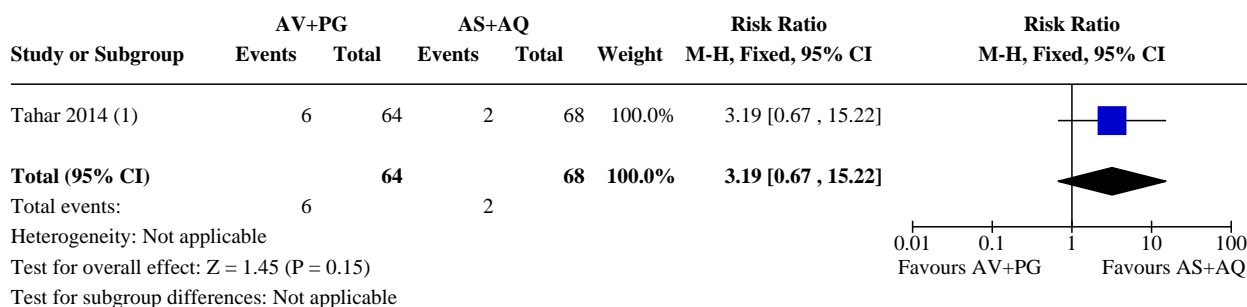 AV+PG AS+AQ Risk Ratio Risk Ratio
Study or Subgroup Events Total Events Total Weight M-H, Fixed, 95% CI M-H, Fixed, 95% CI
Tahar 2014 (1) 6 64 2 68 100.0% 3.19 [0.67 , 15.22]
Total (95% CI) 64 68 100.0% 3.19 [0.67 , 15.22]
Total events: 6 2
Heterogeneity: Not applicable
0.01 0.1 1 10 100
Test for overall effect: Z = 1.45 (P = 0.15)
Favours AV+PG Favours AS+AQ
Test for subgroup differences: Not applicable